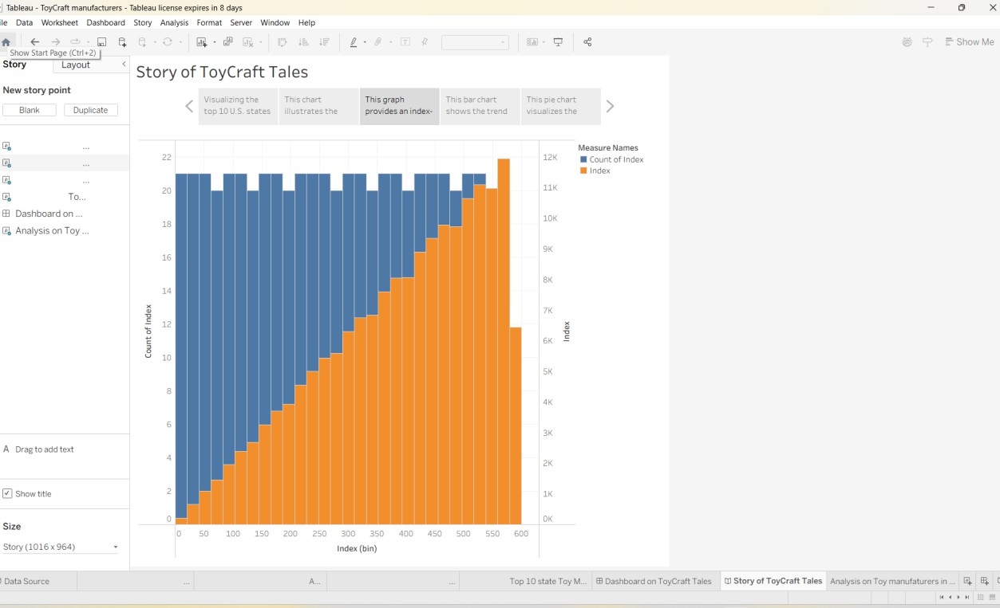 Tableau - ToyCraft manufacturers - Tableau license expires in 8 days
ile Data Worksheet Dashboard Story Analysis Format Server Window Help
Show Me
Show Start Page (Ctrl+2)
Story Layout
New story point
Blank Duplicate
...
...
...
To...
Dashboard on ...
Analysis on Toy ...
A Drag to add text
Show title
Size
Story (1016 x 964)
Story of ToyCraft Tales
Visualizing the
top 10 U.S. states
This chart
illustrates the
This graph
provides an index-
This bar chart
shows the trend
This pie chart
visualizes the
Measure Names
Count of Index
Index
Count of Index
22
20
18
16
14
12
10
8
6
4
2
0
12K
11K
10K
9K
8K
7K
6K
5K
4K
3K
2K
1K
0K
Index
0 50 100 150 200 250 300 350 400 450 500 550 600
Index (bin)
Data Source ... A... ... Top 10 state Toy M... Dashboard on ToyCraft Tales Story of ToyCraft Tales Analysis on Toy manufaturers in ...